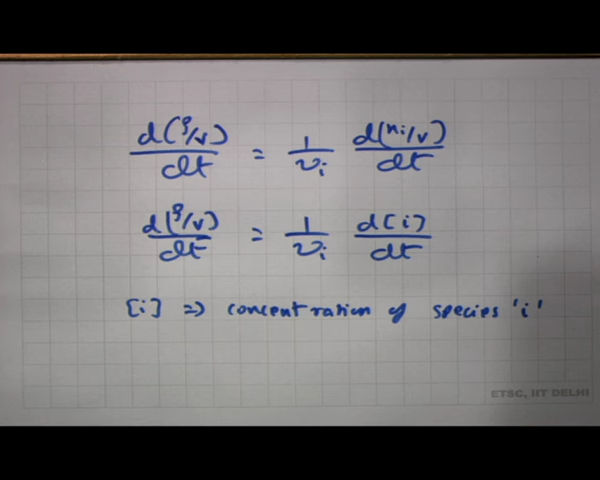 d(ξ/v)/dt = 1/νi d(ni/v)/dt
d(ξ/v)/dt = 1/νi d[i]/dt
[i] ⇒ concentration of species 'i'
ETSC, IIT DELHI